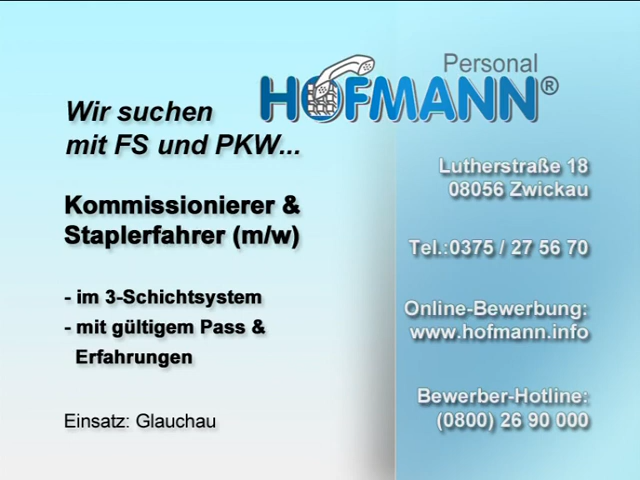 Personal
HOFMANN®
Wir suchen
mit FS und PKW...
Kommissionierer &
Staplerfahrer (m/w)
- im 3-Schichtsystem
- mit gültigem Pass &
Erfahrungen
Einsatz: Glauchau
Lutherstraße 18
08056 Zwickau
Tel.:0375 / 27 56 70
Online-Bewerbung:
www.hofmann.info
Bewerber-Hotline:
(0800) 26 90 000